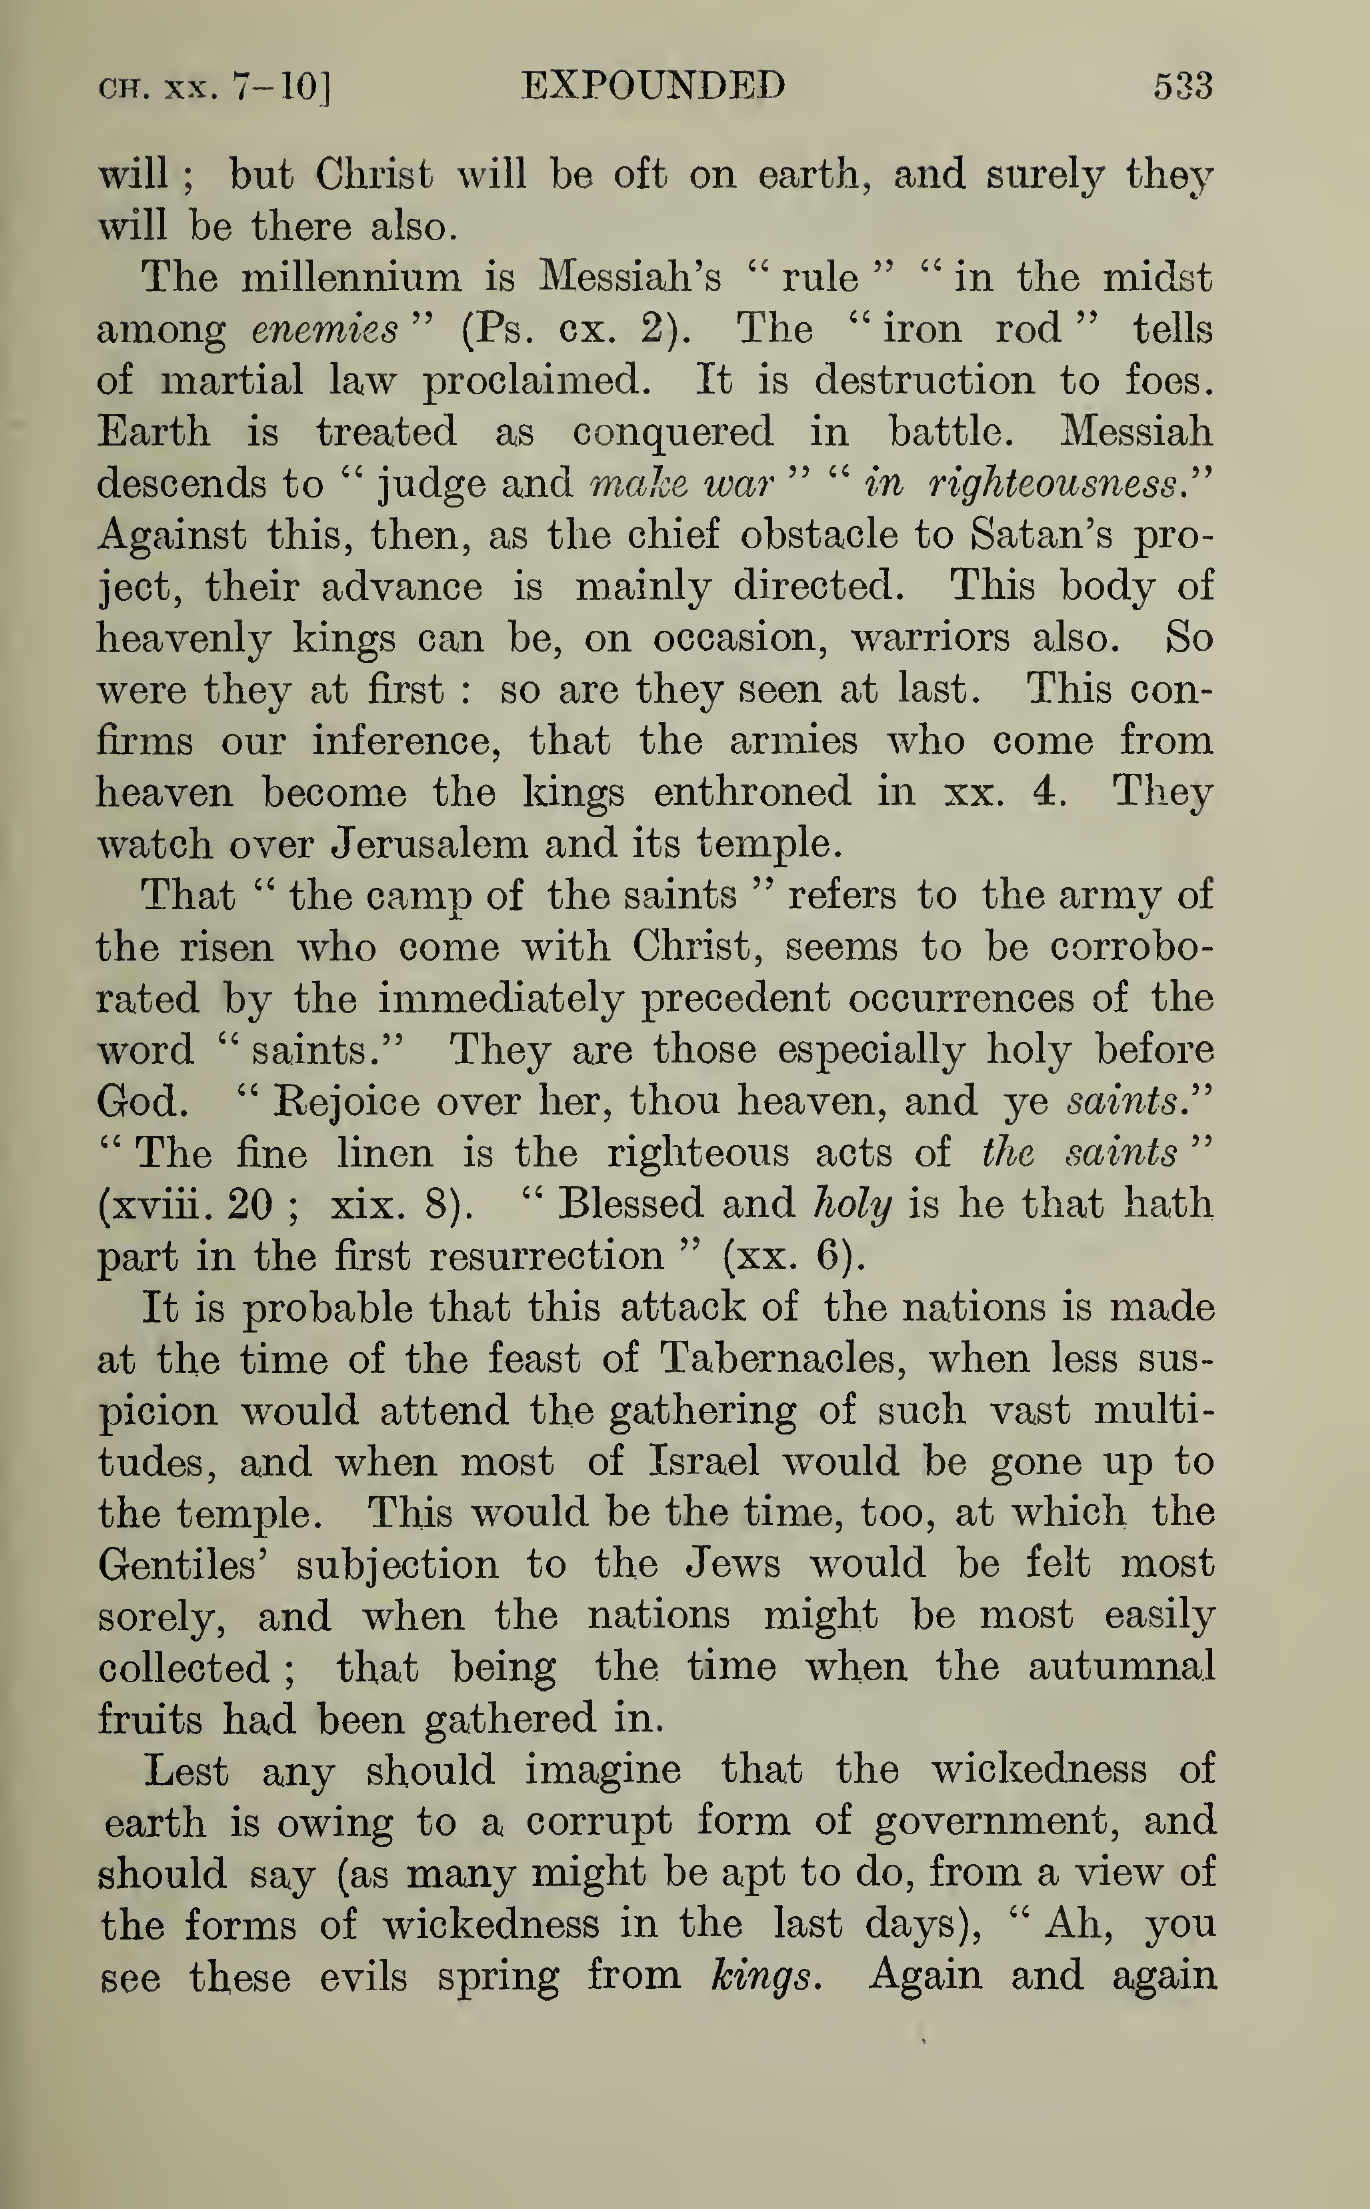 CH. XX. 7-10] EXPOUNDED 533
will ; but Christ will be oft on earth, and surely they
will be there also.
The millennium is Messiah's “ rule ” “ in the midst
among enemies ” (Ps. cx. 2). The “ iron rod ” tells
of martial law proclaimed. It is destruction to foes.
Earth is treated as conquered in battle. Messiah
descends to “ judge and make war ” “ in righteousness.”
Against this, then, as the chief obstacle to Satan's pro-
ject, their advance is mainly directed. This body of
heavenly kings can be, on occasion, warriors also. So
were they at first : so are they seen at last. This con-
firms our inference, that the armies who come from
heaven become the kings enthroned in xx. 4. They
watch over Jerusalem and its temple.
That “ the camp of the saints ” refers to the army of
the risen who come with Christ, seems to be corrobo-
rated by the immediately precedent occurrences of the
word “ saints.” They are those especially holy before
God. “ Rejoice over her, thou heaven, and ye saints.”
“ The fine linen is the righteous acts of the saints ”
(xviii. 20 ; xix. 8). “ Blessed and holy is he that hath
part in the first resurrection ” (xx. 6).
It is probable that this attack of the nations is made
at the time of the feast of Tabernacles, when less sus-
picion would attend the gathering of such vast multi-
tudes, and when most of Israel would be gone up to
the temple. This would be the time, too, at which the
Gentiles' subjection to the Jews would be felt most
sorely, and when the nations might be most easily
collected ; that being the time when the autumnal
fruits had been gathered in.
Lest any should imagine that the wickedness of
earth is owing to a corrupt form of government, and
should say (as many might be apt to do, from a view of
the forms of wickedness in the last days), “ Ah, you
see these evils spring from kings. Again and again